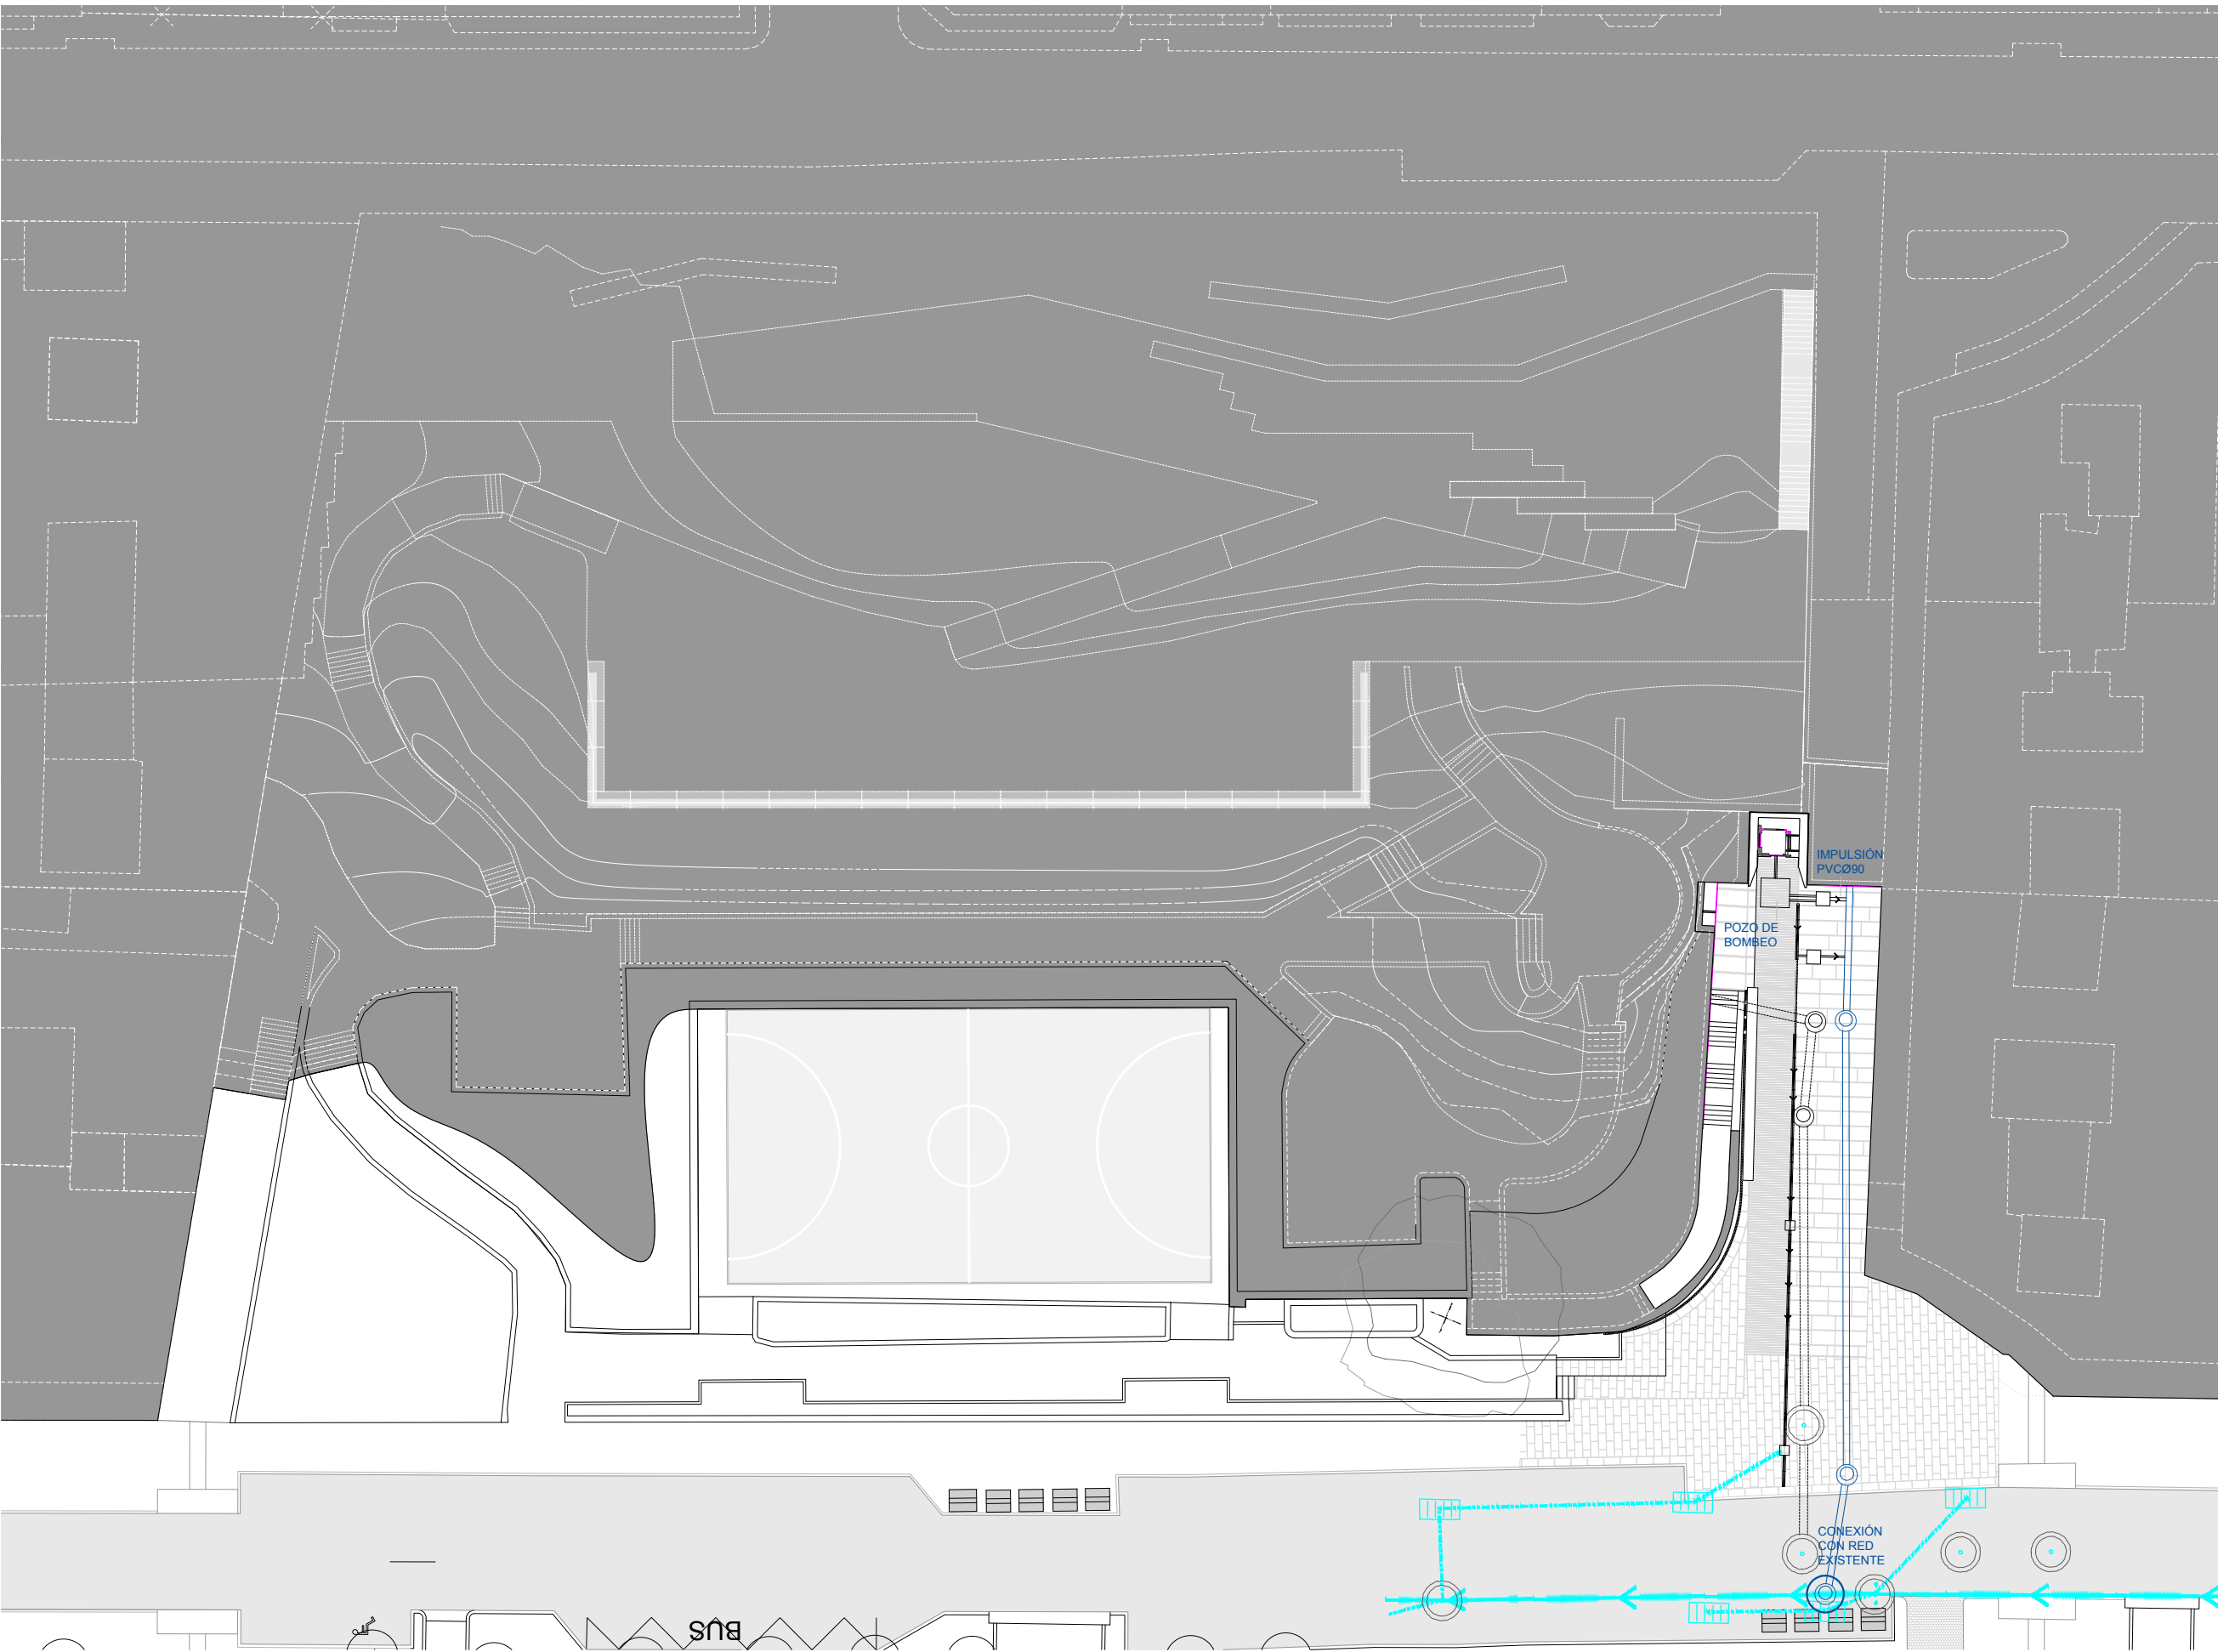 IMPULSIÓN
PVCØ90
POZO DE
BOMBEO
CONEXIÓN
CON RED
EXISTENTE
BUS